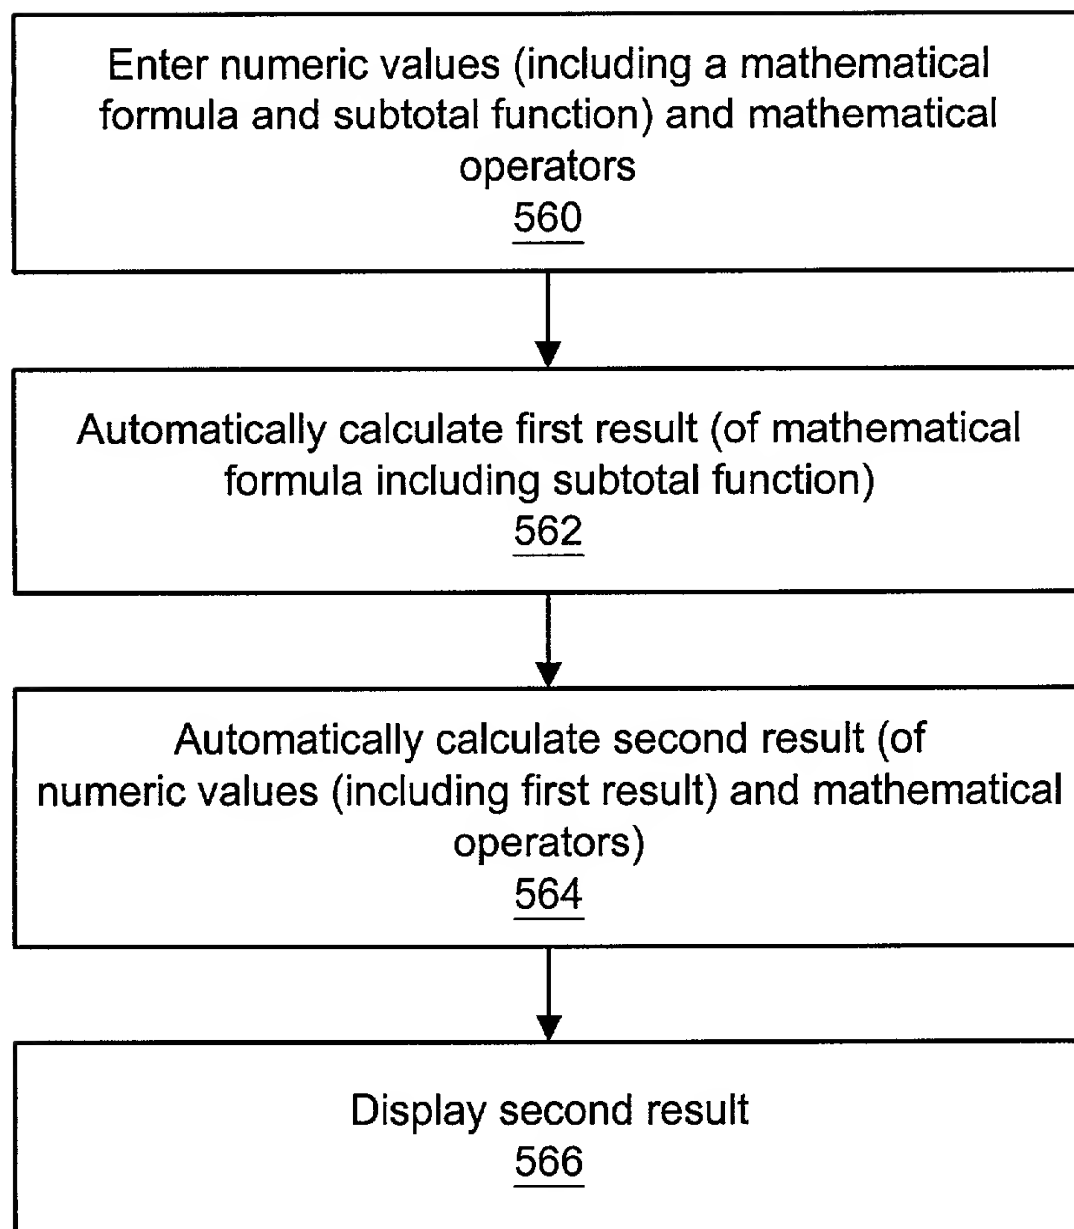 Enter numeric values (including a mathematical
formula and subtotal function) and mathematical
operators
560
Automatically calculate first result (of mathematical
formula including subtotal function)
562
Automatically calculate second result (of
numeric values (including first result) and mathematical
operators)
564
Display second result
566